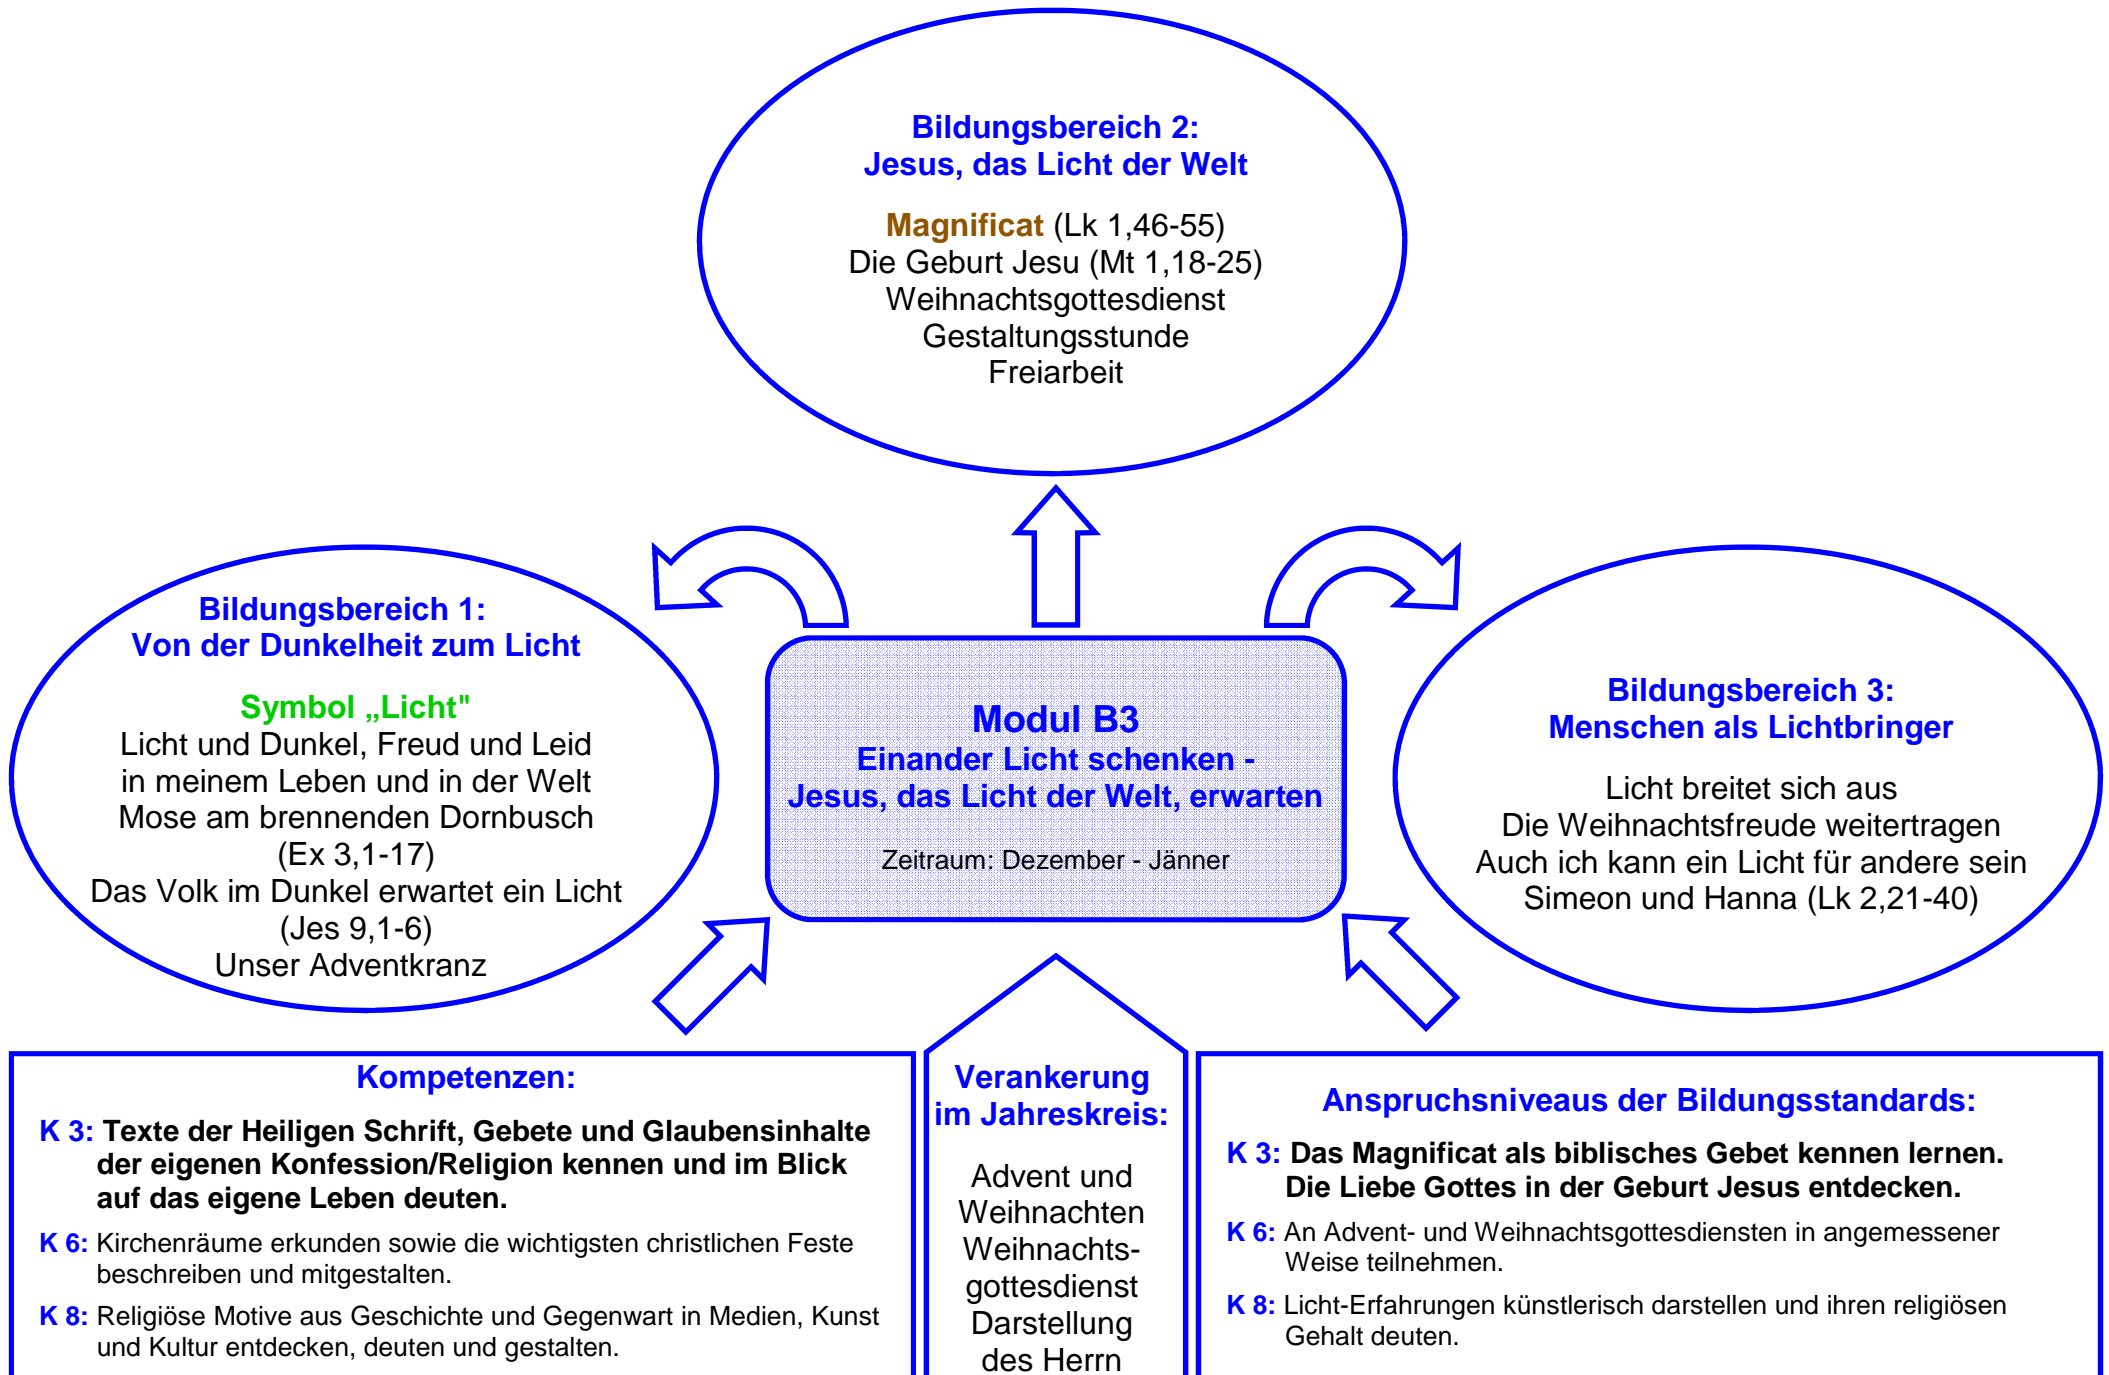 Bildungsbereich 2:
Jesus, das Licht der Welt
Magnificat (Lk 1,46-55)
Die Geburt Jesu (Mt 1,18-25)
Weihnachtsgottesdienst
Gestaltungsstunde
Freiarbeit
Bildungsbereich 1:
Von der Dunkelheit zum Licht
Symbol „Licht"
Licht und Dunkel, Freud und Leid
in meinem Leben und in der Welt
Mose am brennenden Dornbusch
(Ex 3,1-17)
Das Volk im Dunkel erwartet ein Licht
(Jes 9,1-6)
Unser Adventkranz
Modul B3
Einander Licht schenken -
Jesus, das Licht der Welt, erwarten
Zeitraum: Dezember - Jänner
Bildungsbereich 3:
Menschen als Lichtbringer
Licht breitet sich aus
Die Weihnachtsfreude weitertragen
Auch ich kann ein Licht für andere sein
Simeon und Hanna (Lk 2,21-40)
Kompetenzen:
K 3: Texte der Heiligen Schrift, Gebete und Glaubensinhalte
der eigenen Konfession/Religion kennen und im Blick
auf das eigene Leben deuten.
K 6: Kirchenräume erkunden sowie die wichtigsten christlichen Feste
beschreiben und mitgestalten.
K 8: Religiöse Motive aus Geschichte und Gegenwart in Medien, Kunst
und Kultur entdecken, deuten und gestalten.
Verankerung
im Jahreskreis:
Advent und
Weihnachten
Weihnachts-
gottesdienst
Darstellung
des Herrn
Anspruchsniveaus der Bildungsstandards:
K 3: Das Magnificat als biblisches Gebet kennen lernen.
Die Liebe Gottes in der Geburt Jesus entdecken.
K 6: An Advent- und Weihnachtsgottesdiensten in angemessener
Weise teilnehmen.
K 8: Licht-Erfahrungen künstlerisch darstellen und ihren religiösen
Gehalt deuten.